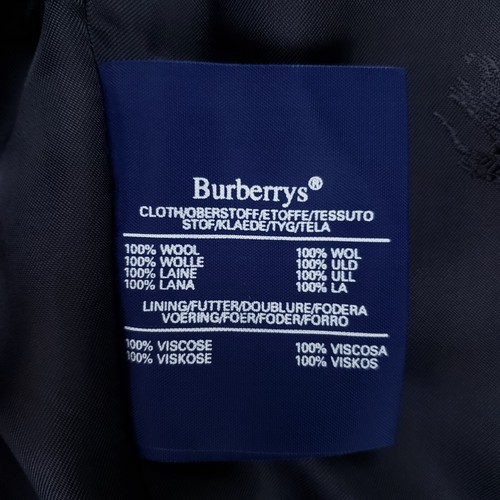 Burberrys®
CLOTH/OBERSTOFF/ETOFFE/TESSUTO
STOF/KLAEDE/TYG/TELA
100% WOOL 100% WOL
100% WOLLE 100% ULD
100% LAINE 100% ULL
100% LANA 100% LA
LINING/FUTTER/DOUBLURE/FODERA
VOERING/FOER/FODER/FORRO
100% VISCOSE 100% VISCOSA
100% VISKOSE 100% VISKOS